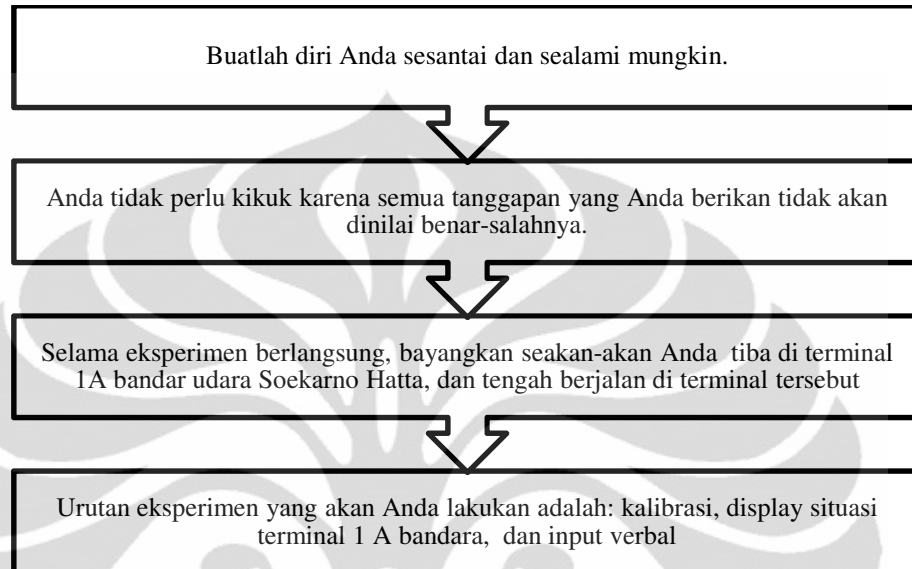 Buatlah diri Anda sesantai dan sealami mungkin.
Anda tidak perlu kikuk karena semua tanggapan yang Anda berikan tidak akan
dinilai benar-salahnya.
Selama eksperimen berlangsung, bayangkan seakan-akan Anda tiba di terminal
1A bandar udara Soekarno Hatta, dan tengah berjalan di terminal tersebut
Urutan eksperimen yang akan Anda lakukan adalah: kalibrasi, display situasi
terminal 1 A bandara, dan input verbal